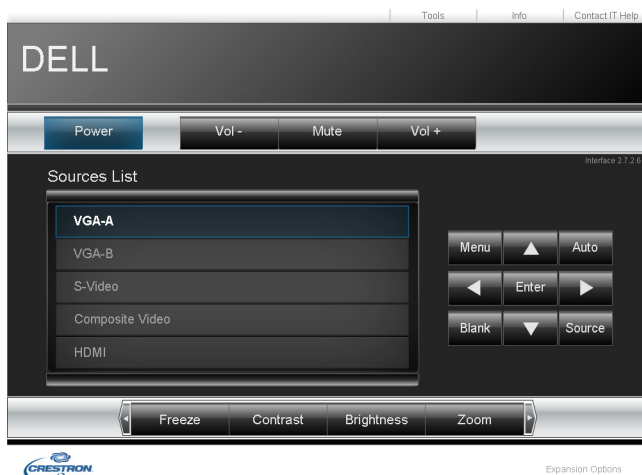 Tools Info Contact IT Help
DELL
Power Vol - Mute Vol +
Interface 2.7.2.6
Sources List
VGA-A
VGA-B
S-Video
Composite Video
HDMI
Menu Auto
Enter
Blank Source
Freeze Contrast Brightness Zoom
CRESTRON
Expansion Options